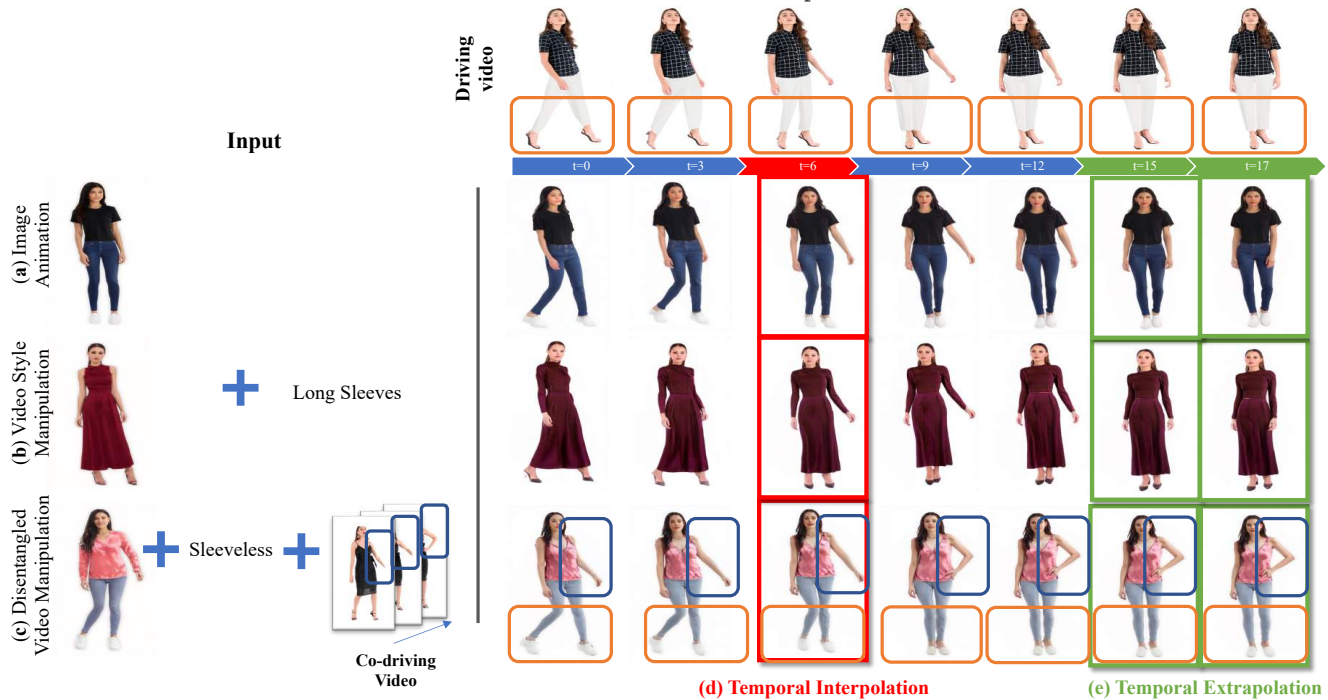 Driving
video
Input
t=0
t=3
t=6
t=9
t=12
t=15
t=17
(a) Image
Animation
(b) Video Style
Manipulation
Long Sleeves
(c) Disentangled
Video Manipulation
Sleeveless
Co-driving
Video
(d) Temporal Interpolation
(e) Temporal Extrapolation